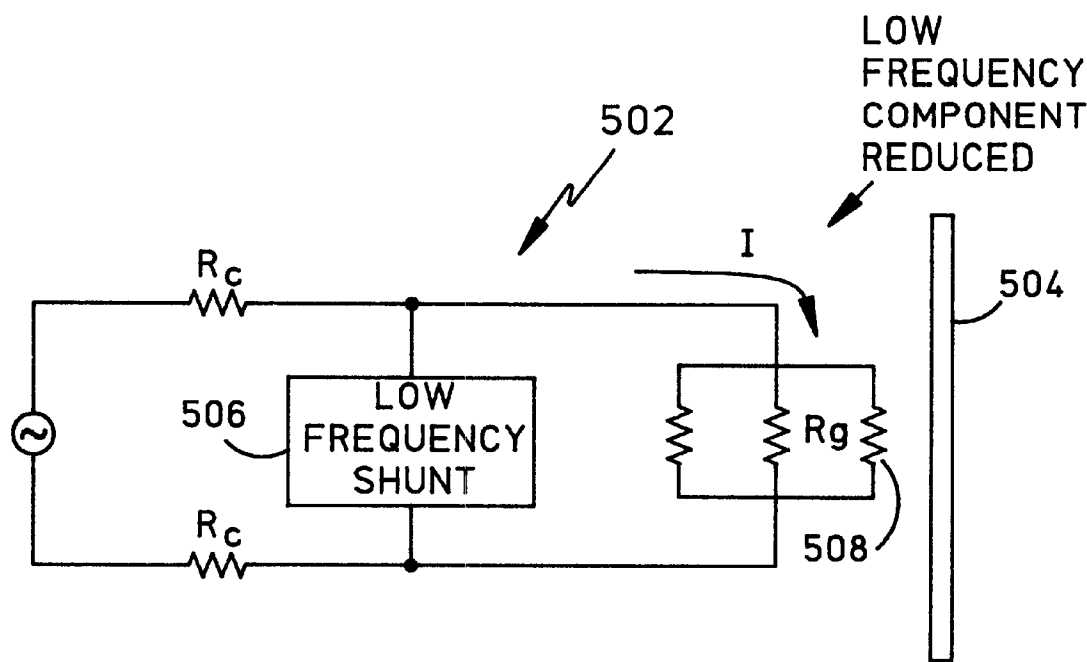 LOW
FREQUENCY
COMPONENT
REDUCED
502
I
Rc
504
506
LOW
FREQUENCY
SHUNT
Rg
Rc
508